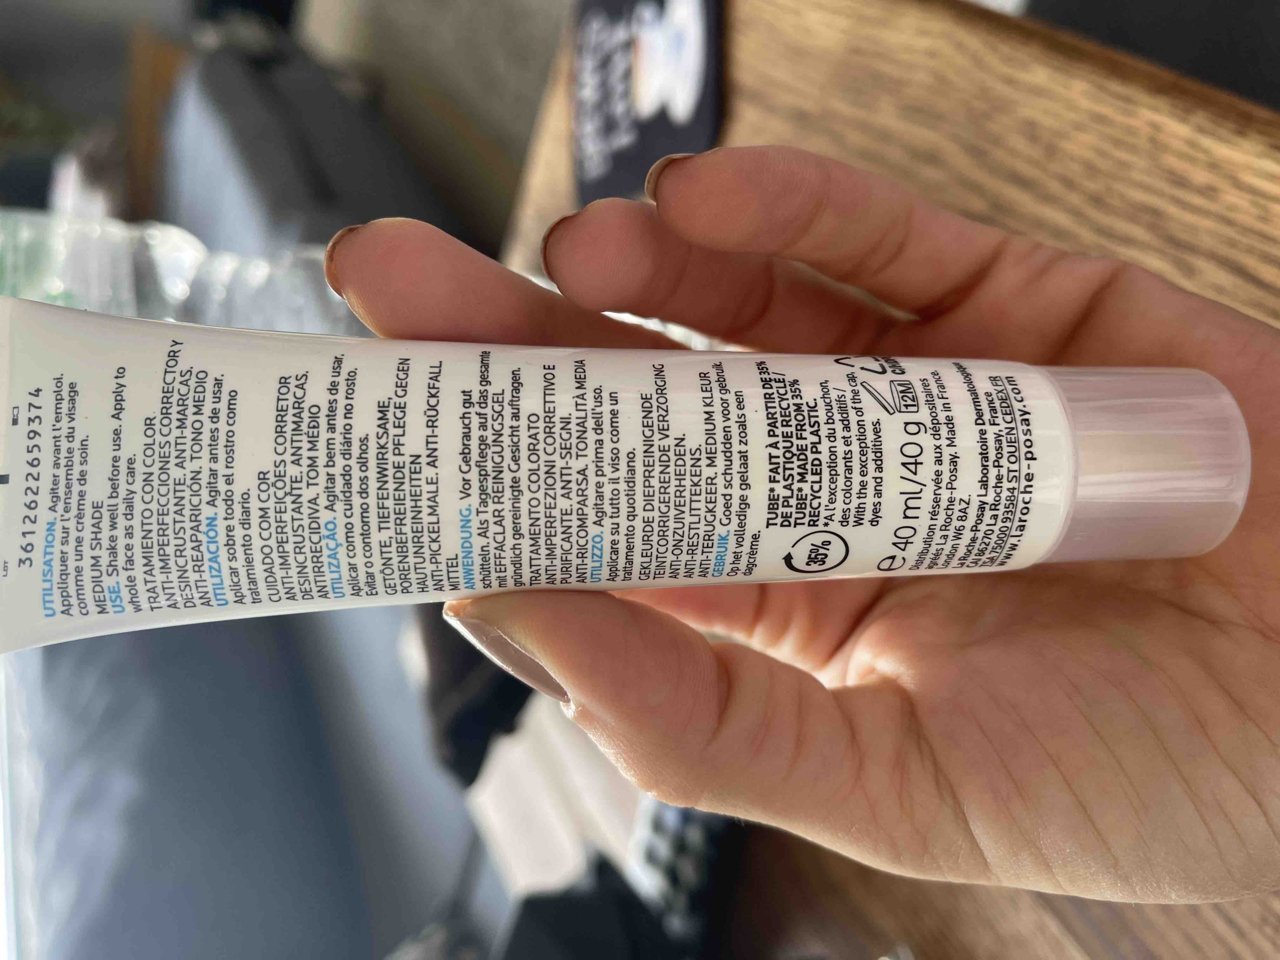 3612622659374
LOT
UTILISATION. Agiter avant l'emploi.
Appliquer sur l'ensemble du visage
comme une crème de soin.
MEDIUM SHADE
USE. Shake well before use. Apply to
whole face as daily care.
TRATAMIENTO CON COLOR.
ANTI-IMPERFECCIONES CORRECTORY
DESINCRUSTANTE, ANTI-MARCAS,
ANTI-REAPARICIÓN. TONO MEDIO
UTILIZACIÓN. Agitar antes de usar.
Aplicar sobre todo el rostro como
tratamiento diario.
CUIDADO COM COR
ANTI-IMPERFEIÇÕES CORRETOR
DESINCRUSTANTE, ANTIMARCAS,
ANTIRRECIDIVA. TOM MÉDIO
UTILIZAÇÃO. Agitar bem antes de usar.
Aplicar como cuidado diário no rosto.
Evitar o contorno dos olhos.
GETÖNTE, TIEFENWIRKSAME,
PORENBEFREIENDE PFLEGE GEGEN
HAUTUNREINHEITEN
ANTI-PICKELMALE. ANTI-RÜCKFALL
MITTEL
ANWENDUNG. Vor Gebrauch gut
schütteln. Als Tagespflege auf das gesamte
mit EFFACLAR REINIGUNGSGEL
gründlich gereinigte Gesicht auftragen.
TRATTAMENTO COLORATO
ANTI-IMPERFEZIONI CORRETTIVO E
PURIFICANTE. ANTI-SEGNI.
ANTI-RICOMPARSA. TONALITÀ MEDIA
UTILIZZO. Agitare prima dell'uso.
Applicare su tutto il viso come un
trattamento quotidiano.
GEKLEURDE DIEPREINIGENDE
TEINTCORRIGERENDE VERZORGING
ANTI-ONZUIVERHEDEN.
ANTI-RESTLITTEKENS.
ANTI-TERUGKEER, MEDIUM KLEUR
GEBRUIK. Goed schudden voor gebruik.
Op het volledige gelaat zoals een
dagcrème.
35%
TUBE* FAIT À PARTIR DE 35%
DE PLASTIQUE RECYCLÉ /
TUBE* MADE FROM 35%
RECYCLED PLASTIC
*A l'exception du bouchon,
des colorants et additifs /
With the exception of the cap,
dyes and additives.
e 40 ml/40 g 12M
Distribution réservée aux dépositaires
agréés La Roche-Posay. Made in France.
London W6 8AZ.
La Roche-Posay Laboratoire Dermatologique
CAI 86270 La Roche-Posay, France
TSA 75000 93584 ST OUEN CEDEX FR
www.laroche-posay.com